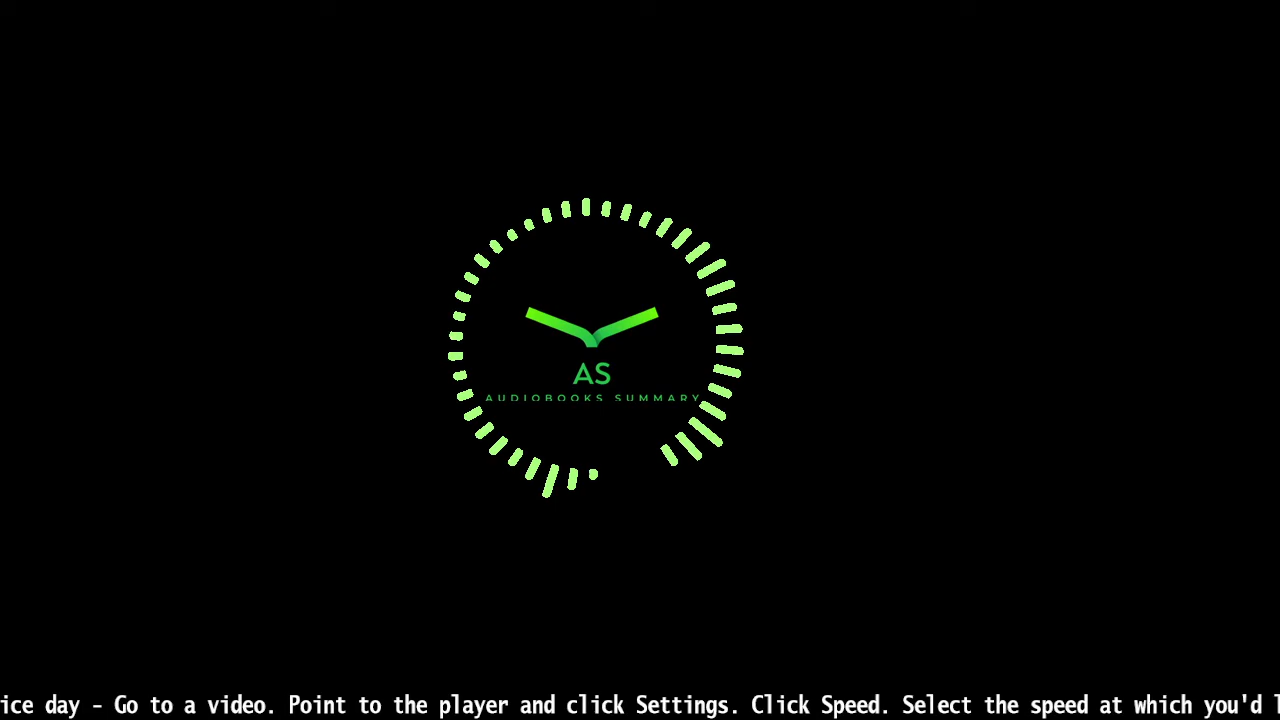 AS
AUDIOBOOKS SUMMARY
day - Go to a video. Point to the player and click Settings. Click Speed. Select the speed at which you'd